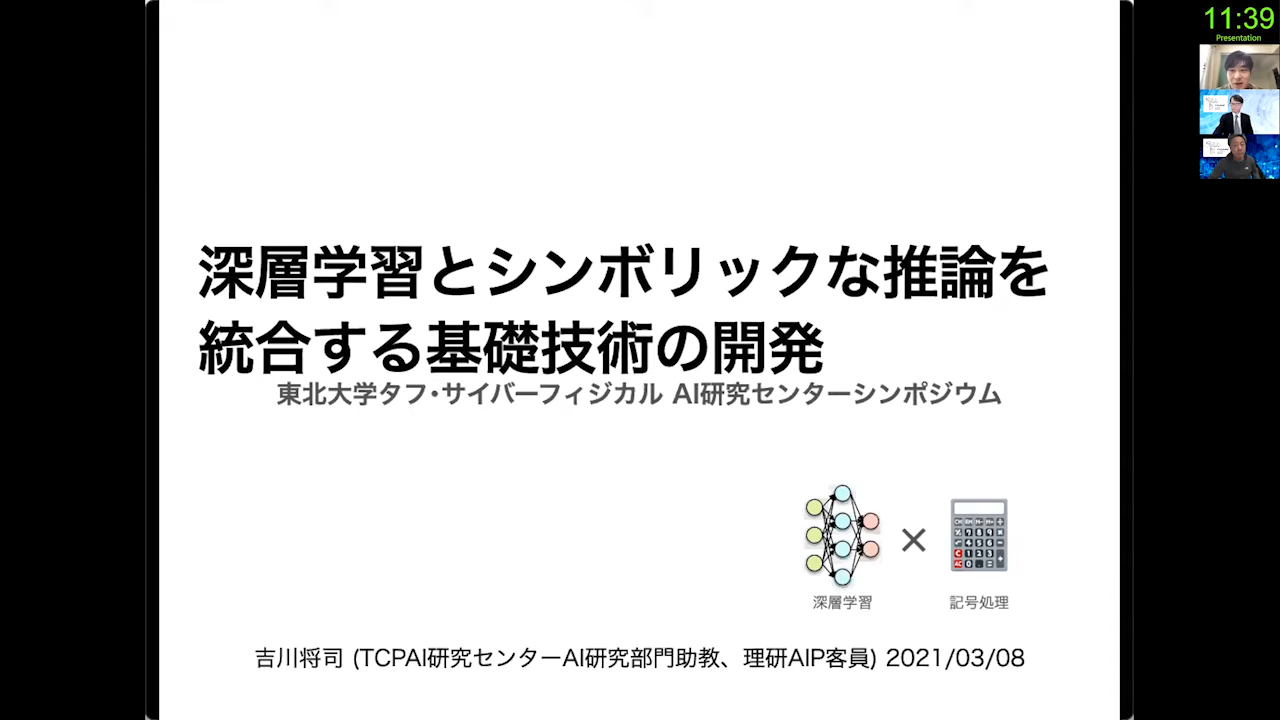 11:39
Presentation
深層学習とシンボリックな推論を
統合する基礎技術の開発
東北大学タフ・サイバーフィジカル AI研究センターシンポジウム
×
深層学習
記号処理
吉川将司 (TCPAI研究センターAI研究部門助教、理研AIP客員) 2021/03/08